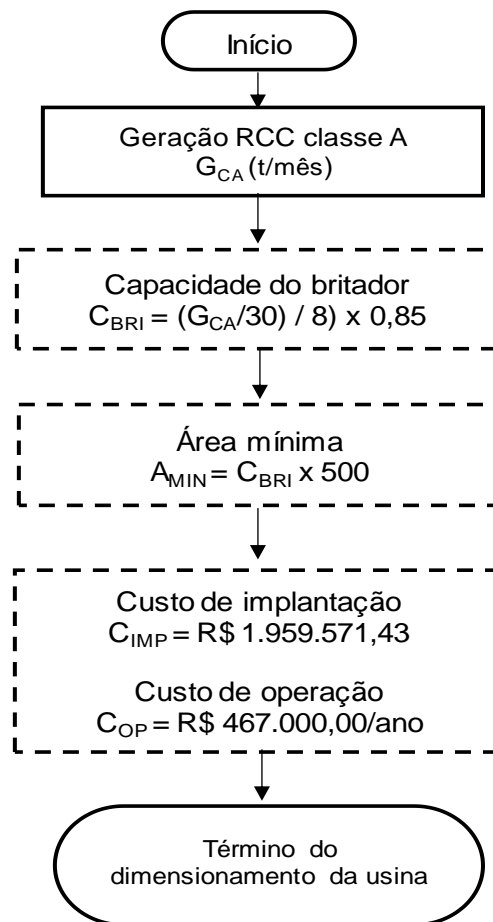 Início
Geração RCC classe A
G_CA (t/mês)
Capacidade do britador
C_BRI = (G_CA/30) / 8) x 0,85
Área mínima
A_MIN = C_BRI x 500
Custo de implantação
C_IMP = R$ 1.959.571,43
Custo de operação
C_OP = R$ 467.000,00/ano
Término do
dimensionamento da usina